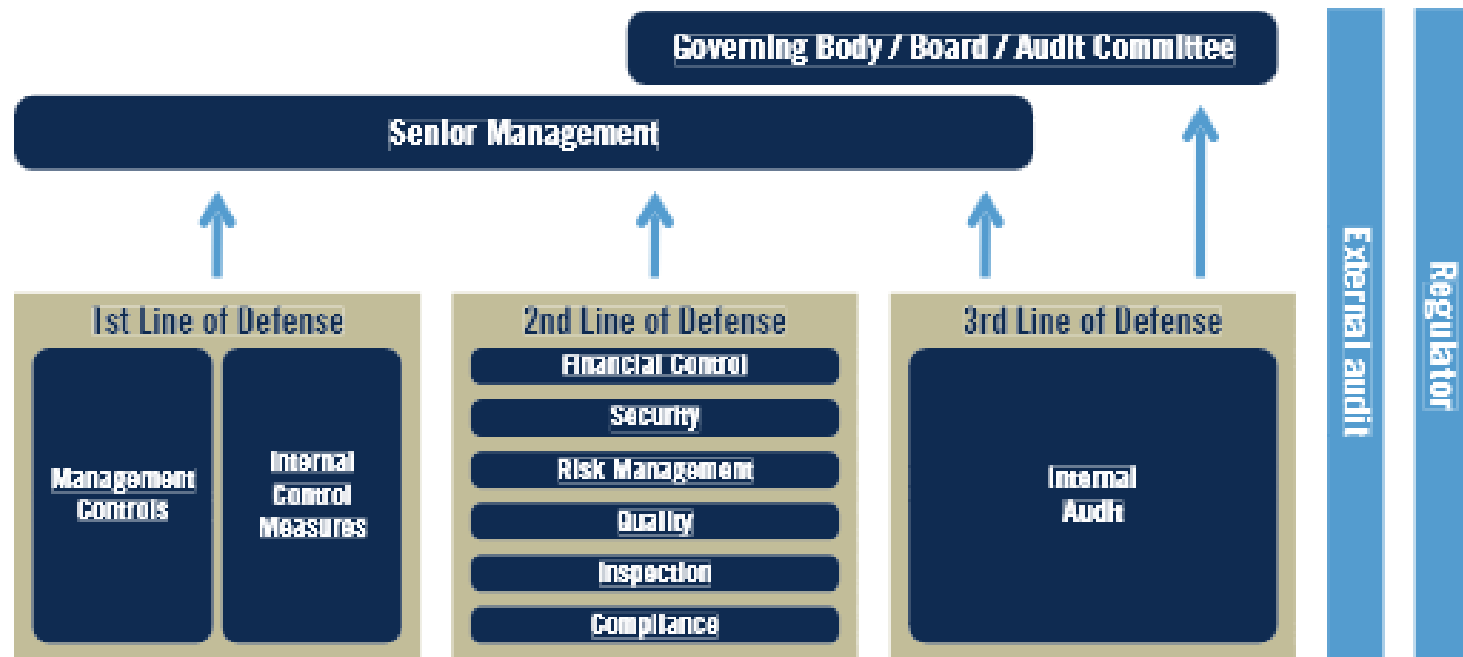 Governing Body / Board / Audit Committee
Senior Management
1st Line of Defense
Management
Controls
Internal
Control
Measures
2nd Line of Defense
Financial Control
Security
Risk Management
Quality
Inspection
Compliance
3rd Line of Defense
Internal
Audit
External audit
Regulator